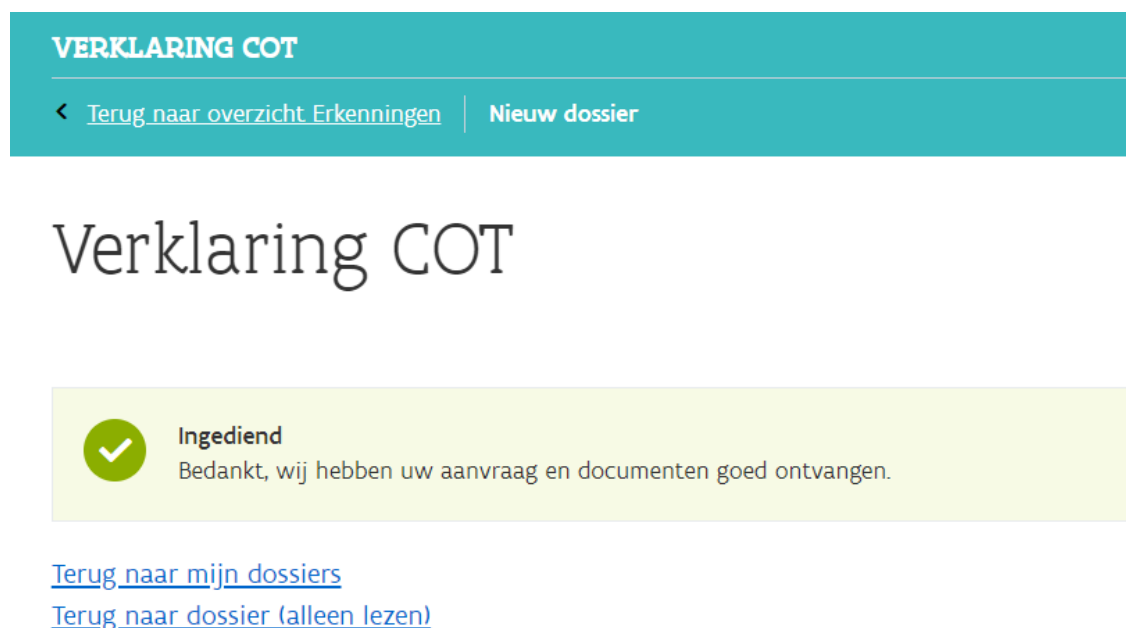 VERKLARING COT
Terug naar overzicht Erkenningen Nieuw dossier
Verklaring COT
Ingediend
Bedankt, wij hebben uw aanvraag en documenten goed ontvangen.
Terug naar mijn dossiers
Terug naar dossier (alleen lezen)